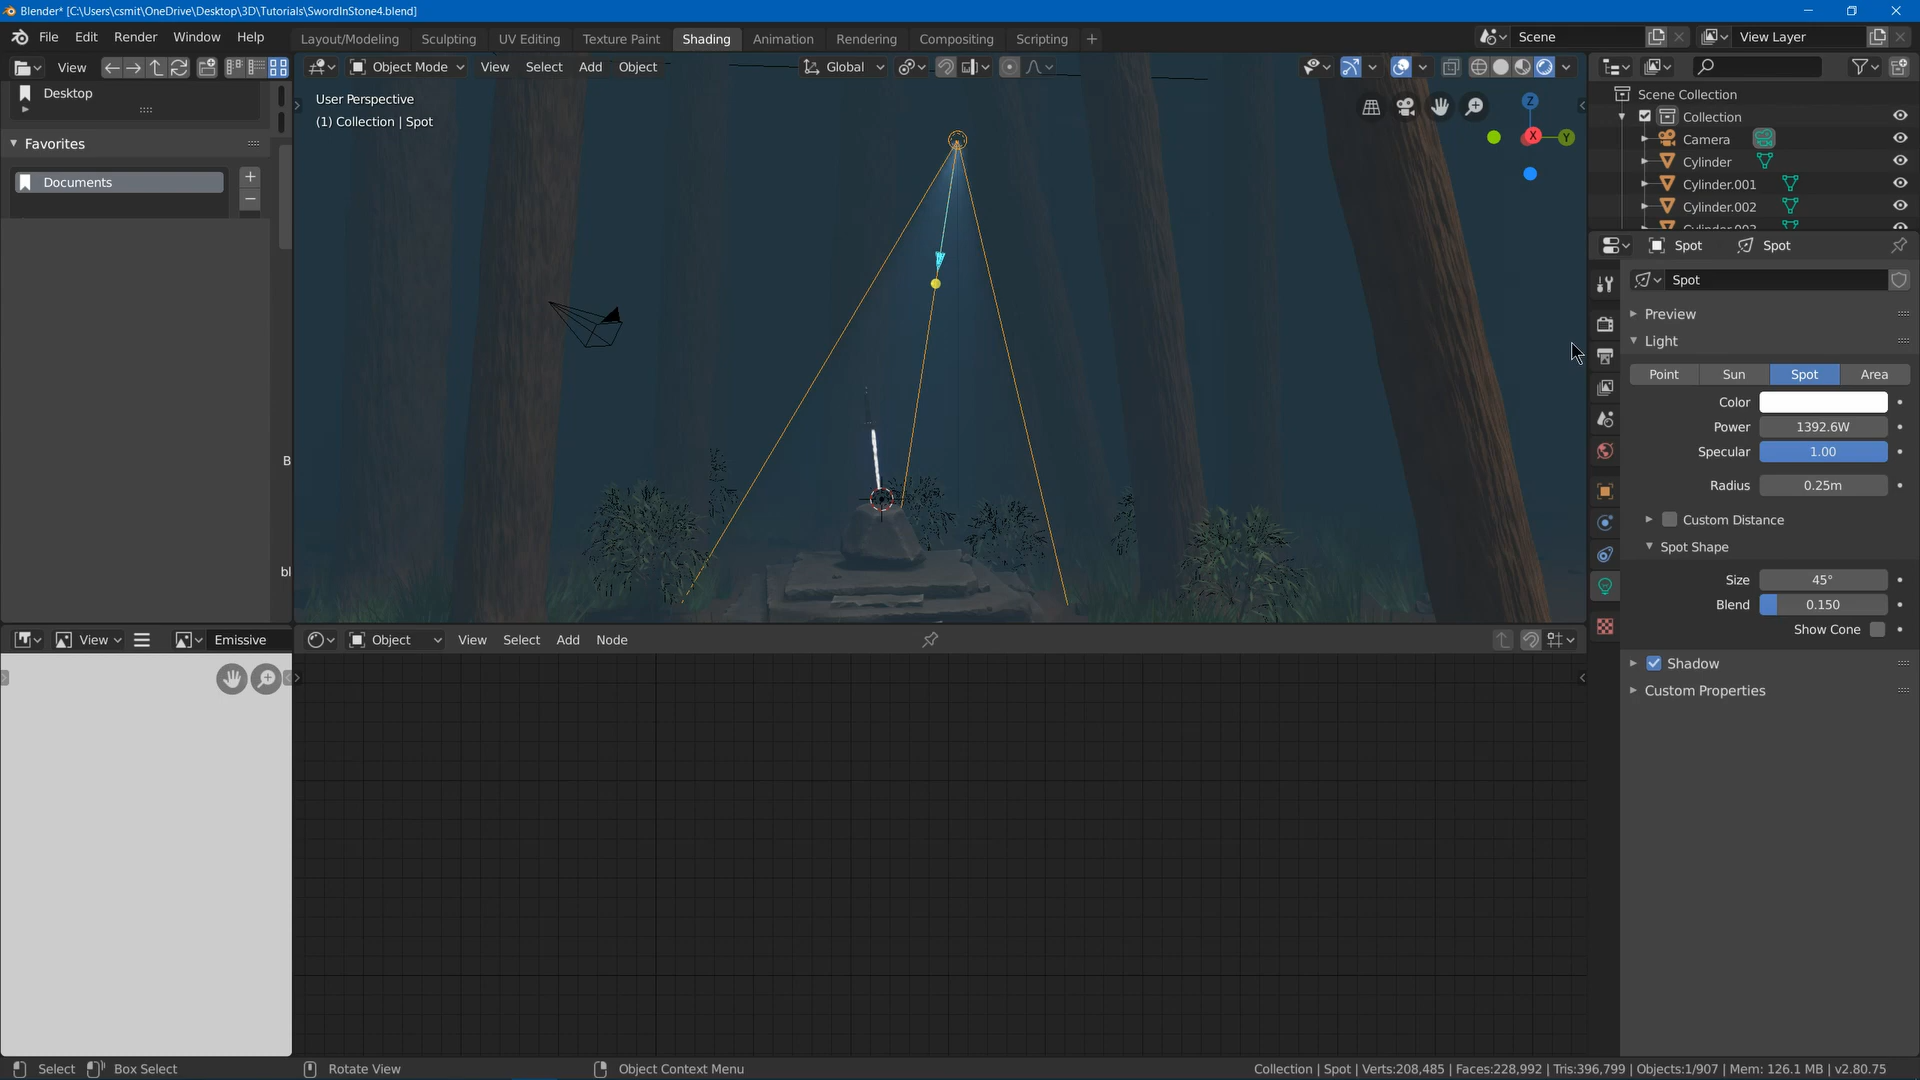 Blender* [C:\Users\csmit\OneDrive\Desktop\3D\Tutorials\SwordInStone4.blend]
File Edit Render Window Help
Layout/Modeling Sculpting UV Editing Texture Paint Shading Animation Rendering Compositing Scripting +
Scene
View Layer
View
Object Mode View Select Add Object
Global
Desktop
Favorites
Documents
+
−
B
bl
User Perspective
(1) Collection | Spot
Z
X
Y
Scene Collection
Collection
Camera
Cylinder
Cylinder.001
Cylinder.002
Cylinder.003
Spot Spot
Spot
Preview
Light
Point Sun Spot Area
Color
Power 1392.6W
Specular 1.00
Radius 0.25m
Custom Distance
Spot Shape
Size 45°
Blend 0.150
Show Cone
Shadow
Custom Properties
View
Emissive
Object View Select Add Node
Select Box Select Rotate View Object Context Menu
Collection | Spot | Verts:208,485 | Faces:228,992 | Tris:396,799 | Objects:1/907 | Mem: 126.1 MB | v2.80.75